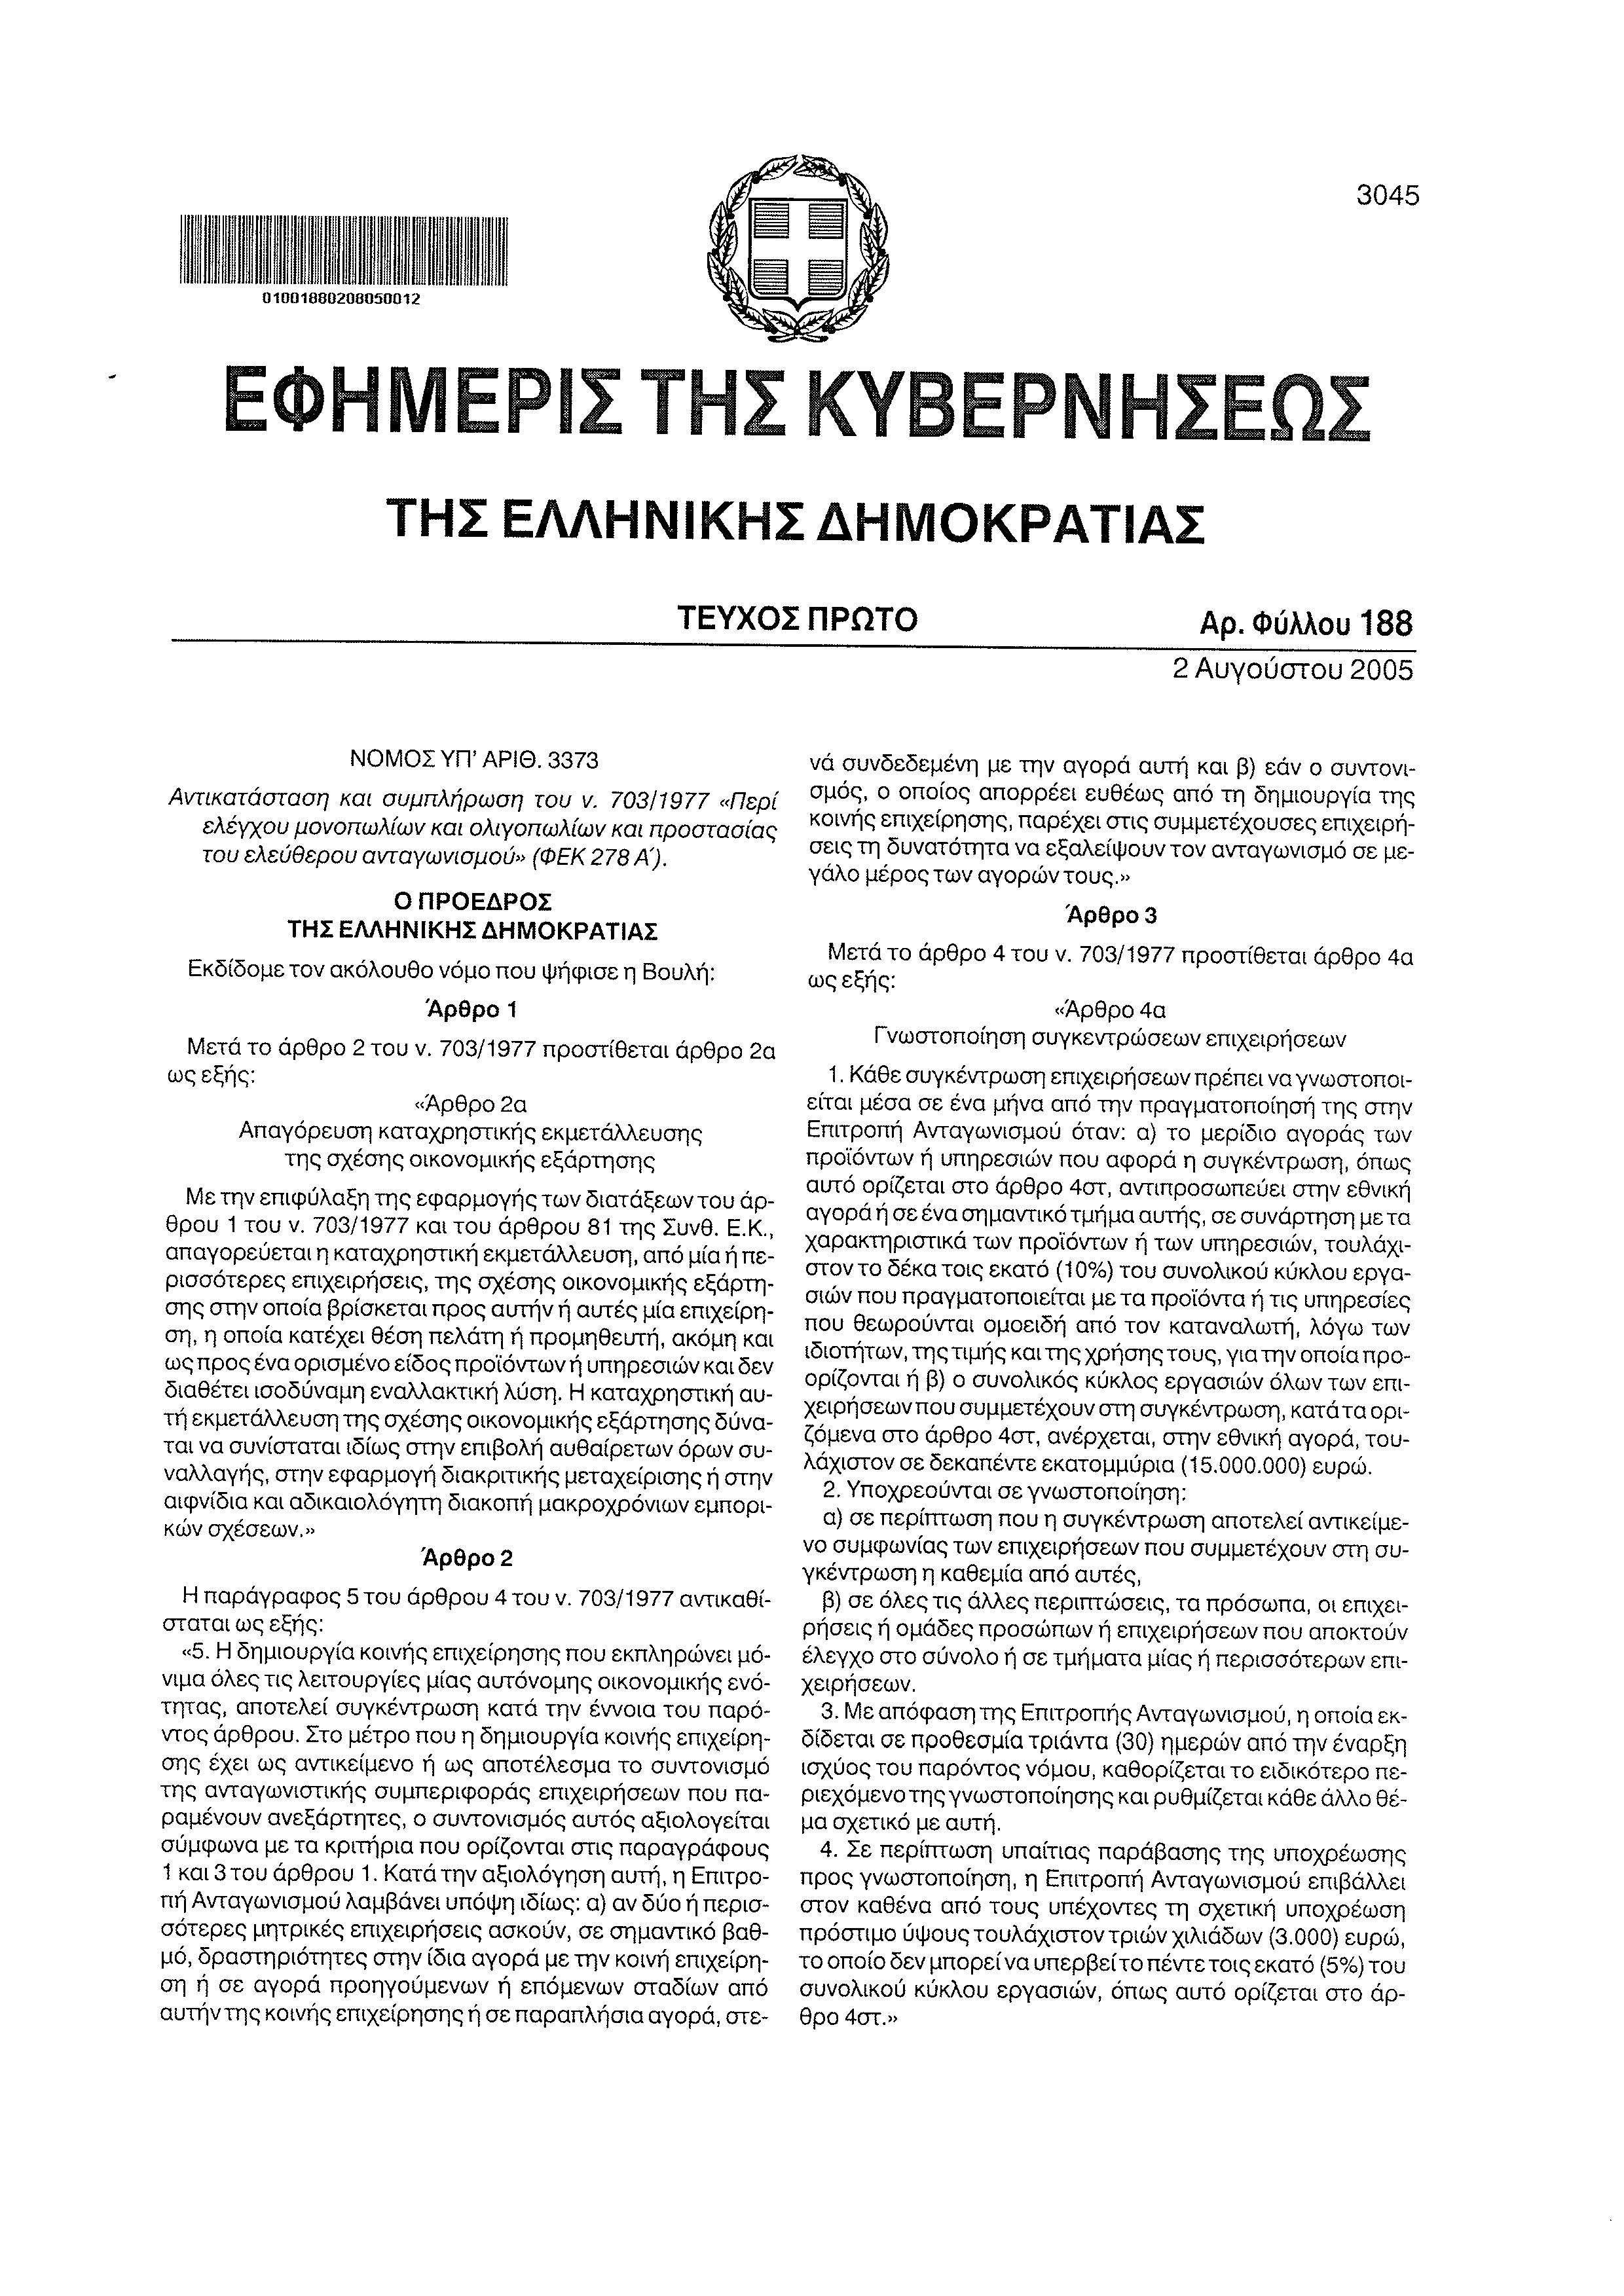 3045
01001880208050012
ΕΦΗΜΕΡΙΣ ΤΗΣ ΚΥΒΕΡΝΗΣΕΩΣ
ΤΗΣ ΕΛΛΗΝΙΚΗΣ ΔΗΜΟΚΡΑΤΙΑΣ
ΤΕΥΧΟΣ ΠΡΩΤΟ
Αρ. Φύλλου 188
2 Αυγούστου 2005
ΝΟΜΟΣ ΥΠ' ΑΡΙΘ. 3373
Αντικατάσταση και συμπλήρωση του ν. 703/1977 «Περί
ελέγχου μονοπωλίων και ολιγοπωλίων και προστασίας
του ελεύθερου ανταγωνισμού» (ΦΕΚ 278 Α΄).
Ο ΠΡΟΕΔΡΟΣ
ΤΗΣ ΕΛΛΗΝΙΚΗΣ ΔΗΜΟΚΡΑΤΙΑΣ
Εκδίδομε τον ακόλουθο νόμο που ψήφισε η Βουλή:
Άρθρο 1
Μετά το άρθρο 2 του ν. 703/1977 προστίθεται άρθρο 2α
ως εξής:
«Άρθρο 2α
Απαγόρευση καταχρηστικής εκμετάλλευσης
της σχέσης οικονομικής εξάρτησης
Με την επιφύλαξη της εφαρμογής των διατάξεων του άρ-
θρου 1 του ν. 703/1977 και του άρθρου 81 της Συνθ. Ε.Κ.,
απαγορεύεται η καταχρηστική εκμετάλλευση, από μία ή πε-
ρισσότερες επιχειρήσεις, της σχέσης οικονομικής εξάρτη-
σης στην οποία βρίσκεται προς αυτήν ή αυτές μία επιχείρη-
ση, η οποία κατέχει θέση πελάτη ή προμηθευτή, ακόμη και
ως προς ένα ορισμένο είδος προϊόντων ή υπηρεσιών και δεν
διαθέτει ισοδύναμη εναλλακτική λύση. Η καταχρηστική αυ-
τή εκμετάλλευση της σχέσης οικονομικής εξάρτησης δύνα-
ται να συνίσταται ιδίως στην επιβολή αυθαίρετων όρων συ-
ναλλαγής, στην εφαρμογή διακριτικής μεταχείρισης ή στην
αιφνίδια και αδικαιολόγητη διακοπή μακροχρόνιων εμπορι-
κών σχέσεων.»
Άρθρο 2
Η παράγραφος 5 του άρθρου 4 του ν. 703/1977 αντικαθί-
σταται ως εξής:
«5. Η δημιουργία κοινής επιχείρησης που εκπληρώνει μό-
νιμα όλες τις λειτουργίες μίας αυτόνομης οικονομικής ενό-
τητας, αποτελεί συγκέντρωση κατά την έννοια του παρό-
ντος άρθρου. Στο μέτρο που η δημιουργία κοινής επιχείρη-
σης έχει ως αντικείμενο ή ως αποτέλεσμα το συντονισμό
της ανταγωνιστικής συμπεριφοράς επιχειρήσεων που πα-
ραμένουν ανεξάρτητες, ο συντονισμός αυτός αξιολογείται
σύμφωνα με τα κριτήρια που ορίζονται στις παραγράφους
1 και 3 του άρθρου 1. Κατά την αξιολόγηση αυτή, η Επιτρο-
πή Ανταγωνισμού λαμβάνει υπόψη ιδίως: α) αν δύο ή περισ-
σότερες μητρικές επιχειρήσεις ασκούν, σε σημαντικό βαθ-
μό, δραστηριότητες στην ίδια αγορά με την κοινή επιχείρη-
ση ή σε αγορά προηγούμενων ή επόμενων σταδίων από
αυτήν της κοινής επιχείρησης ή σε παραπλήσια αγορά, στε-
νά συνδεδεμένη με την αγορά αυτή και β) εάν ο συντονι-
σμός, ο οποίος απορρέει ευθέως από τη δημιουργία της
κοινής επιχείρησης, παρέχει στις συμμετέχουσες επιχειρή-
σεις τη δυνατότητα να εξαλείψουν τον ανταγωνισμό σε με-
γάλο μέρος των αγορών τους.»
Άρθρο 3
Μετά το άρθρο 4 του ν. 703/1977 προστίθεται άρθρο 4α
ως εξής:
«Άρθρο 4α
Γνωστοποίηση συγκεντρώσεων επιχειρήσεων
1. Κάθε συγκέντρωση επιχειρήσεων πρέπει να γνωστοποι-
είται μέσα σε ένα μήνα από την πραγματοποίησή της στην
Επιτροπή Ανταγωνισμού όταν: α) το μερίδιο αγοράς των
προϊόντων ή υπηρεσιών που αφορά η συγκέντρωση, όπως
αυτό ορίζεται στο άρθρο 4στ, αντιπροσωπεύει στην εθνική
αγορά ή σε ένα σημαντικό τμήμα αυτής, σε συνάρτηση με τα
χαρακτηριστικά των προϊόντων ή των υπηρεσιών, τουλάχι-
στον το δέκα τοις εκατό (10%) του συνολικού κύκλου εργα-
σιών που πραγματοποιείται με τα προϊόντα ή τις υπηρεσίες
που θεωρούνται ομοειδή από τον καταναλωτή, λόγω των
ιδιοτήτων, της τιμής και της χρήσης τους, για την οποία προ-
ορίζονται ή β) ο συνολικός κύκλος εργασιών όλων των επι-
χειρήσεων που συμμετέχουν στη συγκέντρωση, κατά τα ορι-
ζόμενα στο άρθρο 4στ, ανέρχεται, στην εθνική αγορά, του-
λάχιστον σε δεκαπέντε εκατομμύρια (15.000.000) ευρώ.
2. Υποχρεούνται σε γνωστοποίηση:
α) σε περίπτωση που η συγκέντρωση αποτελεί αντικείμε-
νο συμφωνίας των επιχειρήσεων που συμμετέχουν στη συ-
γκέντρωση η καθεμία από αυτές,
β) σε όλες τις άλλες περιπτώσεις, τα πρόσωπα, οι επιχει-
ρήσεις ή ομάδες προσώπων ή επιχειρήσεων που αποκτούν
έλεγχο στο σύνολο ή σε τμήματα μίας ή περισσότερων επι-
χειρήσεων.
3. Με απόφαση της Επιτροπής Ανταγωνισμού, η οποία εκ-
δίδεται σε προθεσμία τριάντα (30) ημερών από την έναρξη
ισχύος του παρόντος νόμου, καθορίζεται το ειδικότερο πε-
ριεχόμενο της γνωστοποίησης και ρυθμίζεται κάθε άλλο θέ-
μα σχετικό με αυτή.
4. Σε περίπτωση υπαίτιας παράβασης της υποχρέωσης
προς γνωστοποίηση, η Επιτροπή Ανταγωνισμού επιβάλλει
στον καθένα από τους υπέχοντες τη σχετική υποχρέωση
πρόστιμο ύψους τουλάχιστον τριών χιλιάδων (3.000) ευρώ,
το οποίο δεν μπορεί να υπερβεί το πέντε τοις εκατό (5%) του
συνολικού κύκλου εργασιών, όπως αυτό ορίζεται στο άρ-
θρο 4στ.»